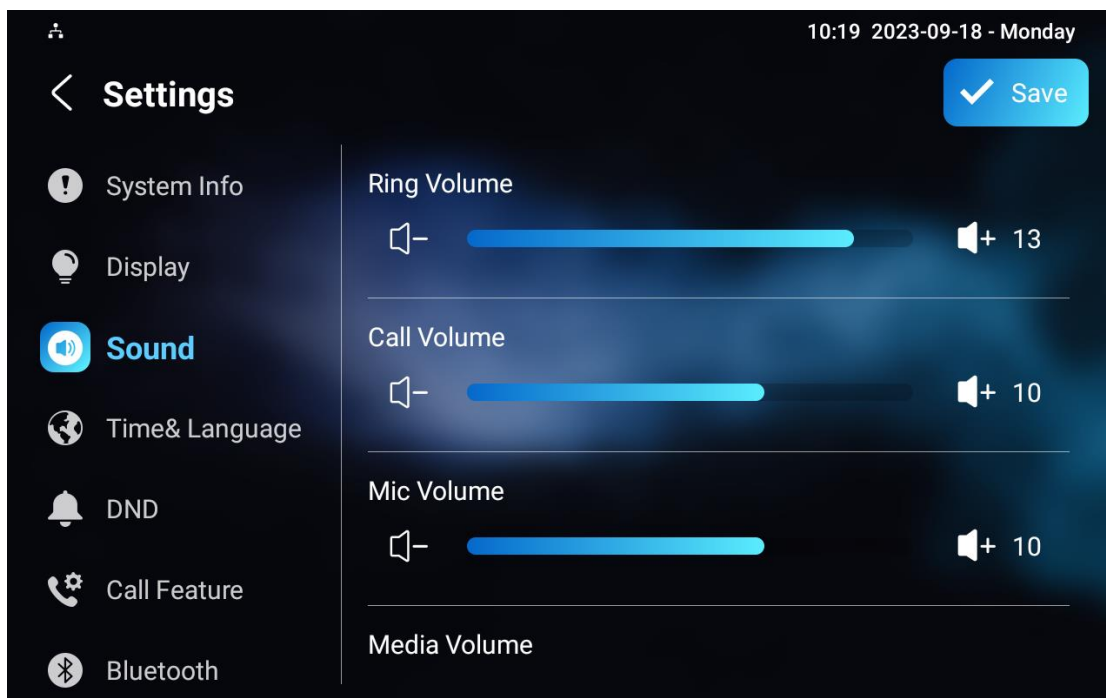 10:19 2023-09-18 - Monday
Settings
Save
System Info
Display
Sound
Time& Language
DND
Call Feature
Bluetooth
Ring Volume
13
Call Volume
10
Mic Volume
10
Media Volume